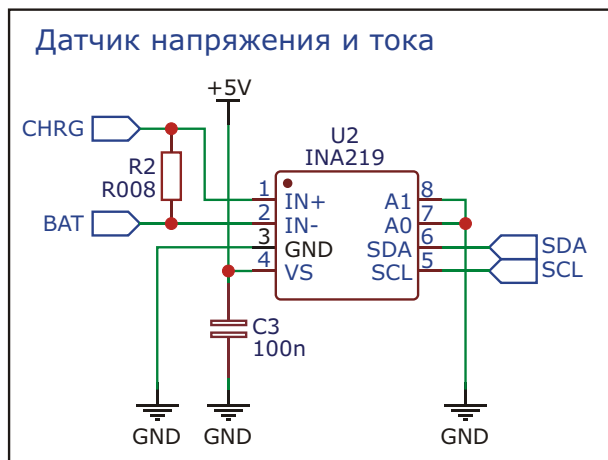 Датчик напряжения и тока
+5V
CHRG
U2
INA219
R2
R008
BAT
1 IN+ A1 8
2 IN- A0 7
3 GND SDA 6
4 VS SCL 5
SDA
SCL
C3
100n
GND GND GND